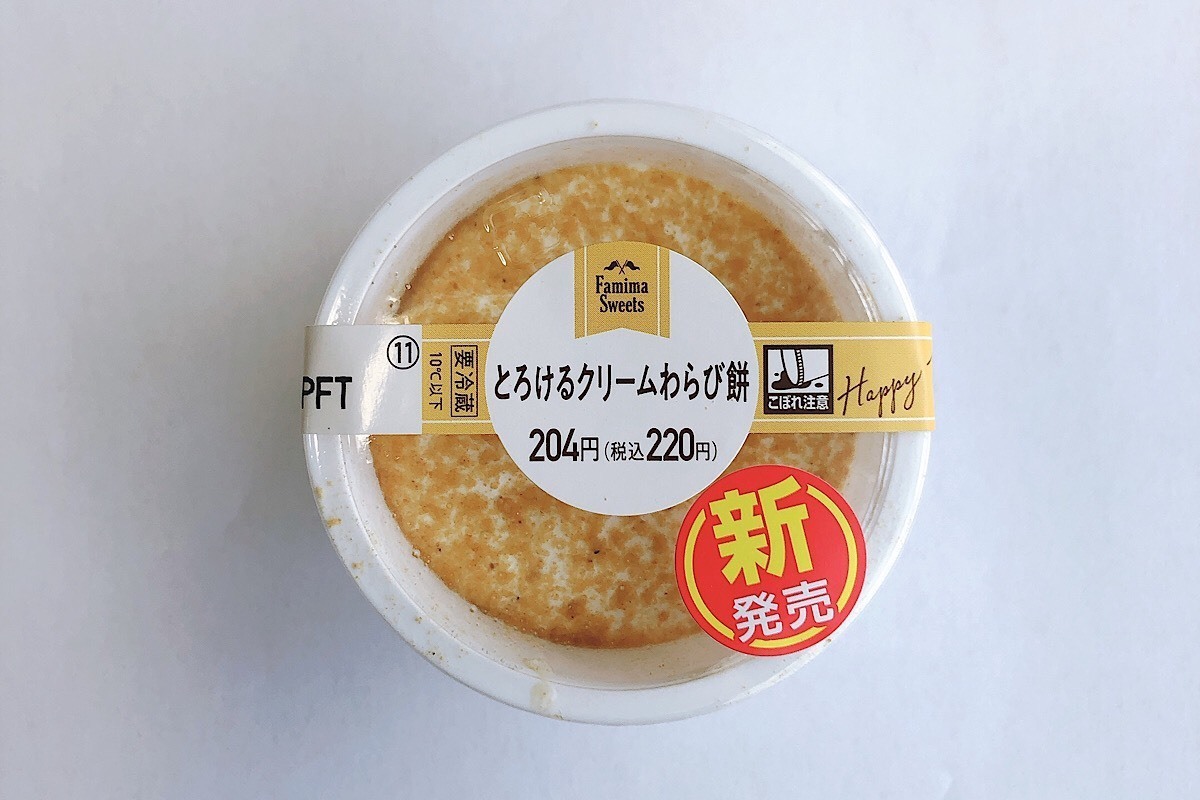 Famima
Sweets
PFT
⑪
10℃以下
要冷蔵
とろけるクリームわらび餅
204円(税込220円)
こぼれ注意
Happy
新
発売